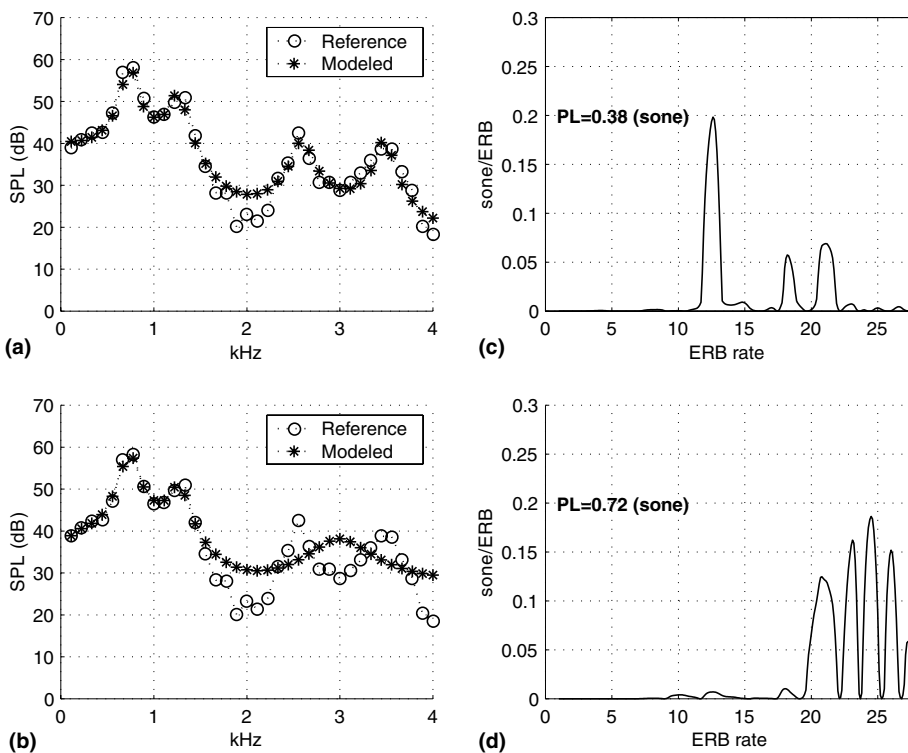 70
60
50
40
30
20
10
0
SPL (dB)
Reference
Modeled
0 1 2 3 4
kHz
(a)
0.3
0.25
0.2
0.15
0.1
0.05
0
sone/ERB
PL=0.38 (sone)
0 5 10 15 20 25
ERB rate
(c)
70
60
50
40
30
20
10
0
SPL (dB)
Reference
Modeled
0 1 2 3 4
kHz
(b)
0.3
0.25
0.2
0.15
0.1
0.05
0
sone/ERB
PL=0.72 (sone)
0 5 10 15 20 25
ERB rate
(d)